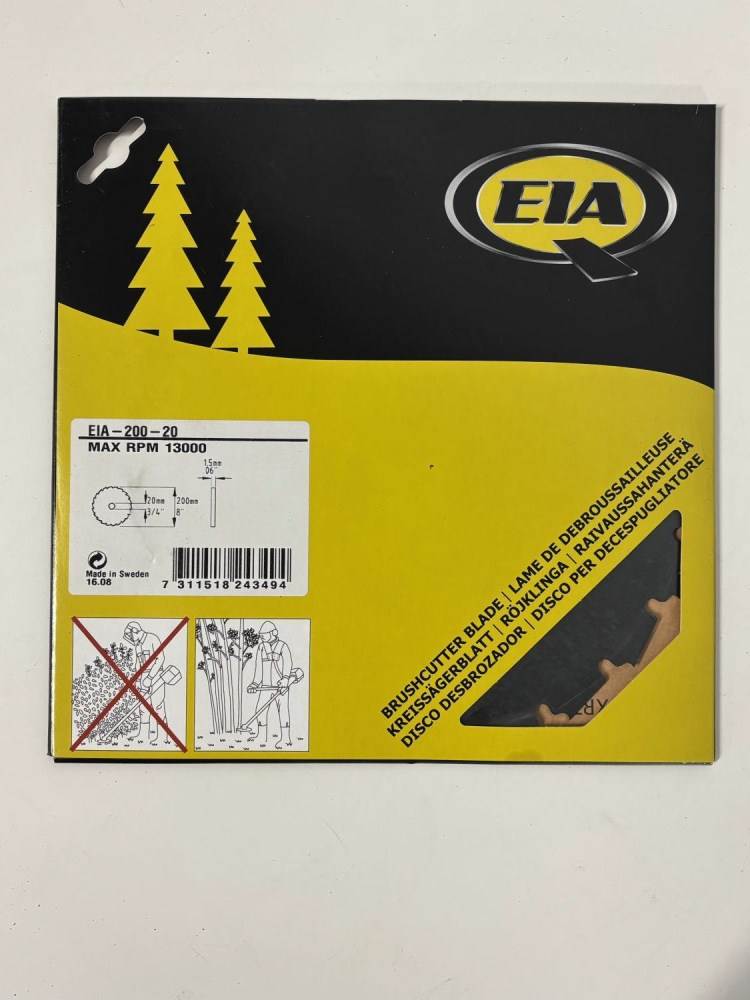 EIA
EIA-200-20
MAX RPM 13000
1.5mm
.06"
20mm
3/4"
200mm
8"
Made in Sweden
16.08
7 311518 243494
BRUSHCUTTER BLADE | LAME DE DEBROUSSAILLEUSE
KREISSÄGERBLATT | RÖJKLINGA | RAIVAUSSAHANTERÄ
DISCO DESBROZADOR | DISCO PER DECESPUGLIATORE